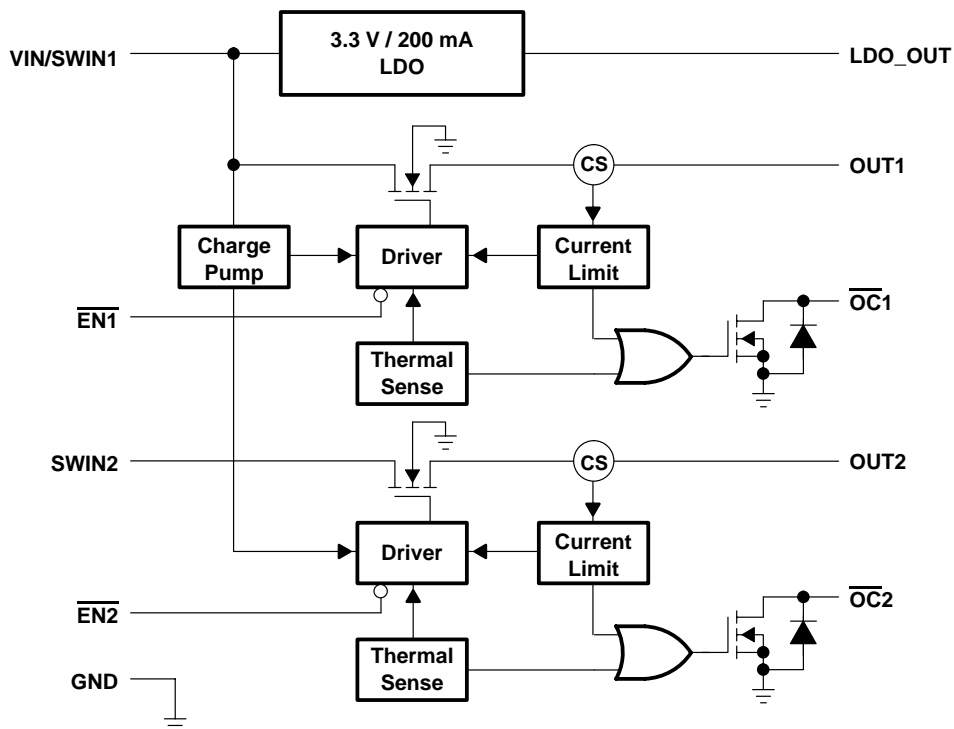 VIN/SWIN1
3.3 V / 200 mA
LDO
LDO_OUT
CS
OUT1
Charge
Pump
Driver
Current
Limit
EN1
OC1
Thermal
Sense
SWIN2
CS
OUT2
Driver
Current
Limit
EN2
OC2
Thermal
Sense
GND